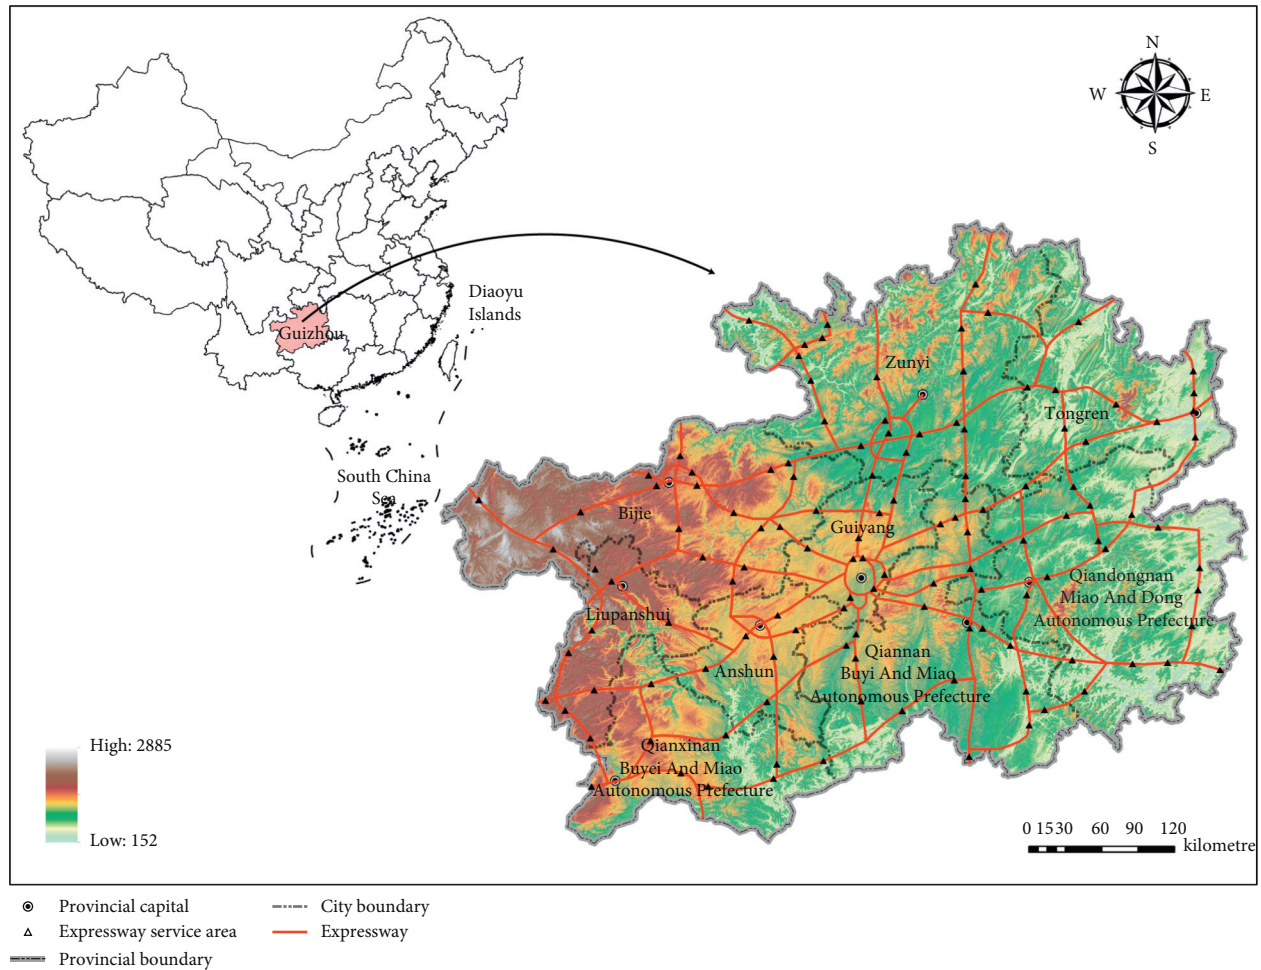 N
W
E
S
Diaoyu
Islands
Guizhou
South China
Sea
Zunyi
Tongren
Bijie
Guiyang
Liupanshui
Qiandongnan
Miao And Dong
Autonomous Prefecture
Anshun
Qiannan
Buyi And Miao
Autonomous Prefecture
Qianxinan
Buyei And Miao
Autonomous Prefecture
High: 2885
Low: 152
0 15 30 60 90 120
kilometre
Provincial capital
City boundary
Expressway service area
Expressway
Provincial boundary